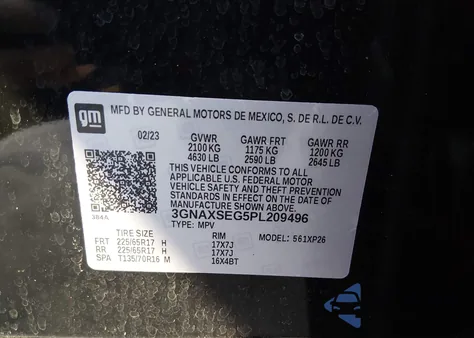 gm
MFD BY GENERAL MOTORS DE MEXICO, S. DE R.L. DE C.V.
02/23 GVWR GAWR FRT GAWR RR
2100 KG 1175 KG 1200 KG
4630 LB 2590 LB 2645 LB
THIS VEHICLE CONFORMS TO ALL
APPLICABLE U.S. FEDERAL MOTOR
VEHICLE SAFETY AND THEFT PREVENTION
STANDARDS IN EFFECT ON THE DATE OF
MANUFACTURE SHOWN ABOVE.
3GNAXSEG5PL209496
384A TYPE: MPV MODEL: 561XP26
TIRE SIZE RIM
FRT 225/65R17 H 17X7J
RR 225/65R17 H 17X7J
SPA T135/70R16 M 16X4BT